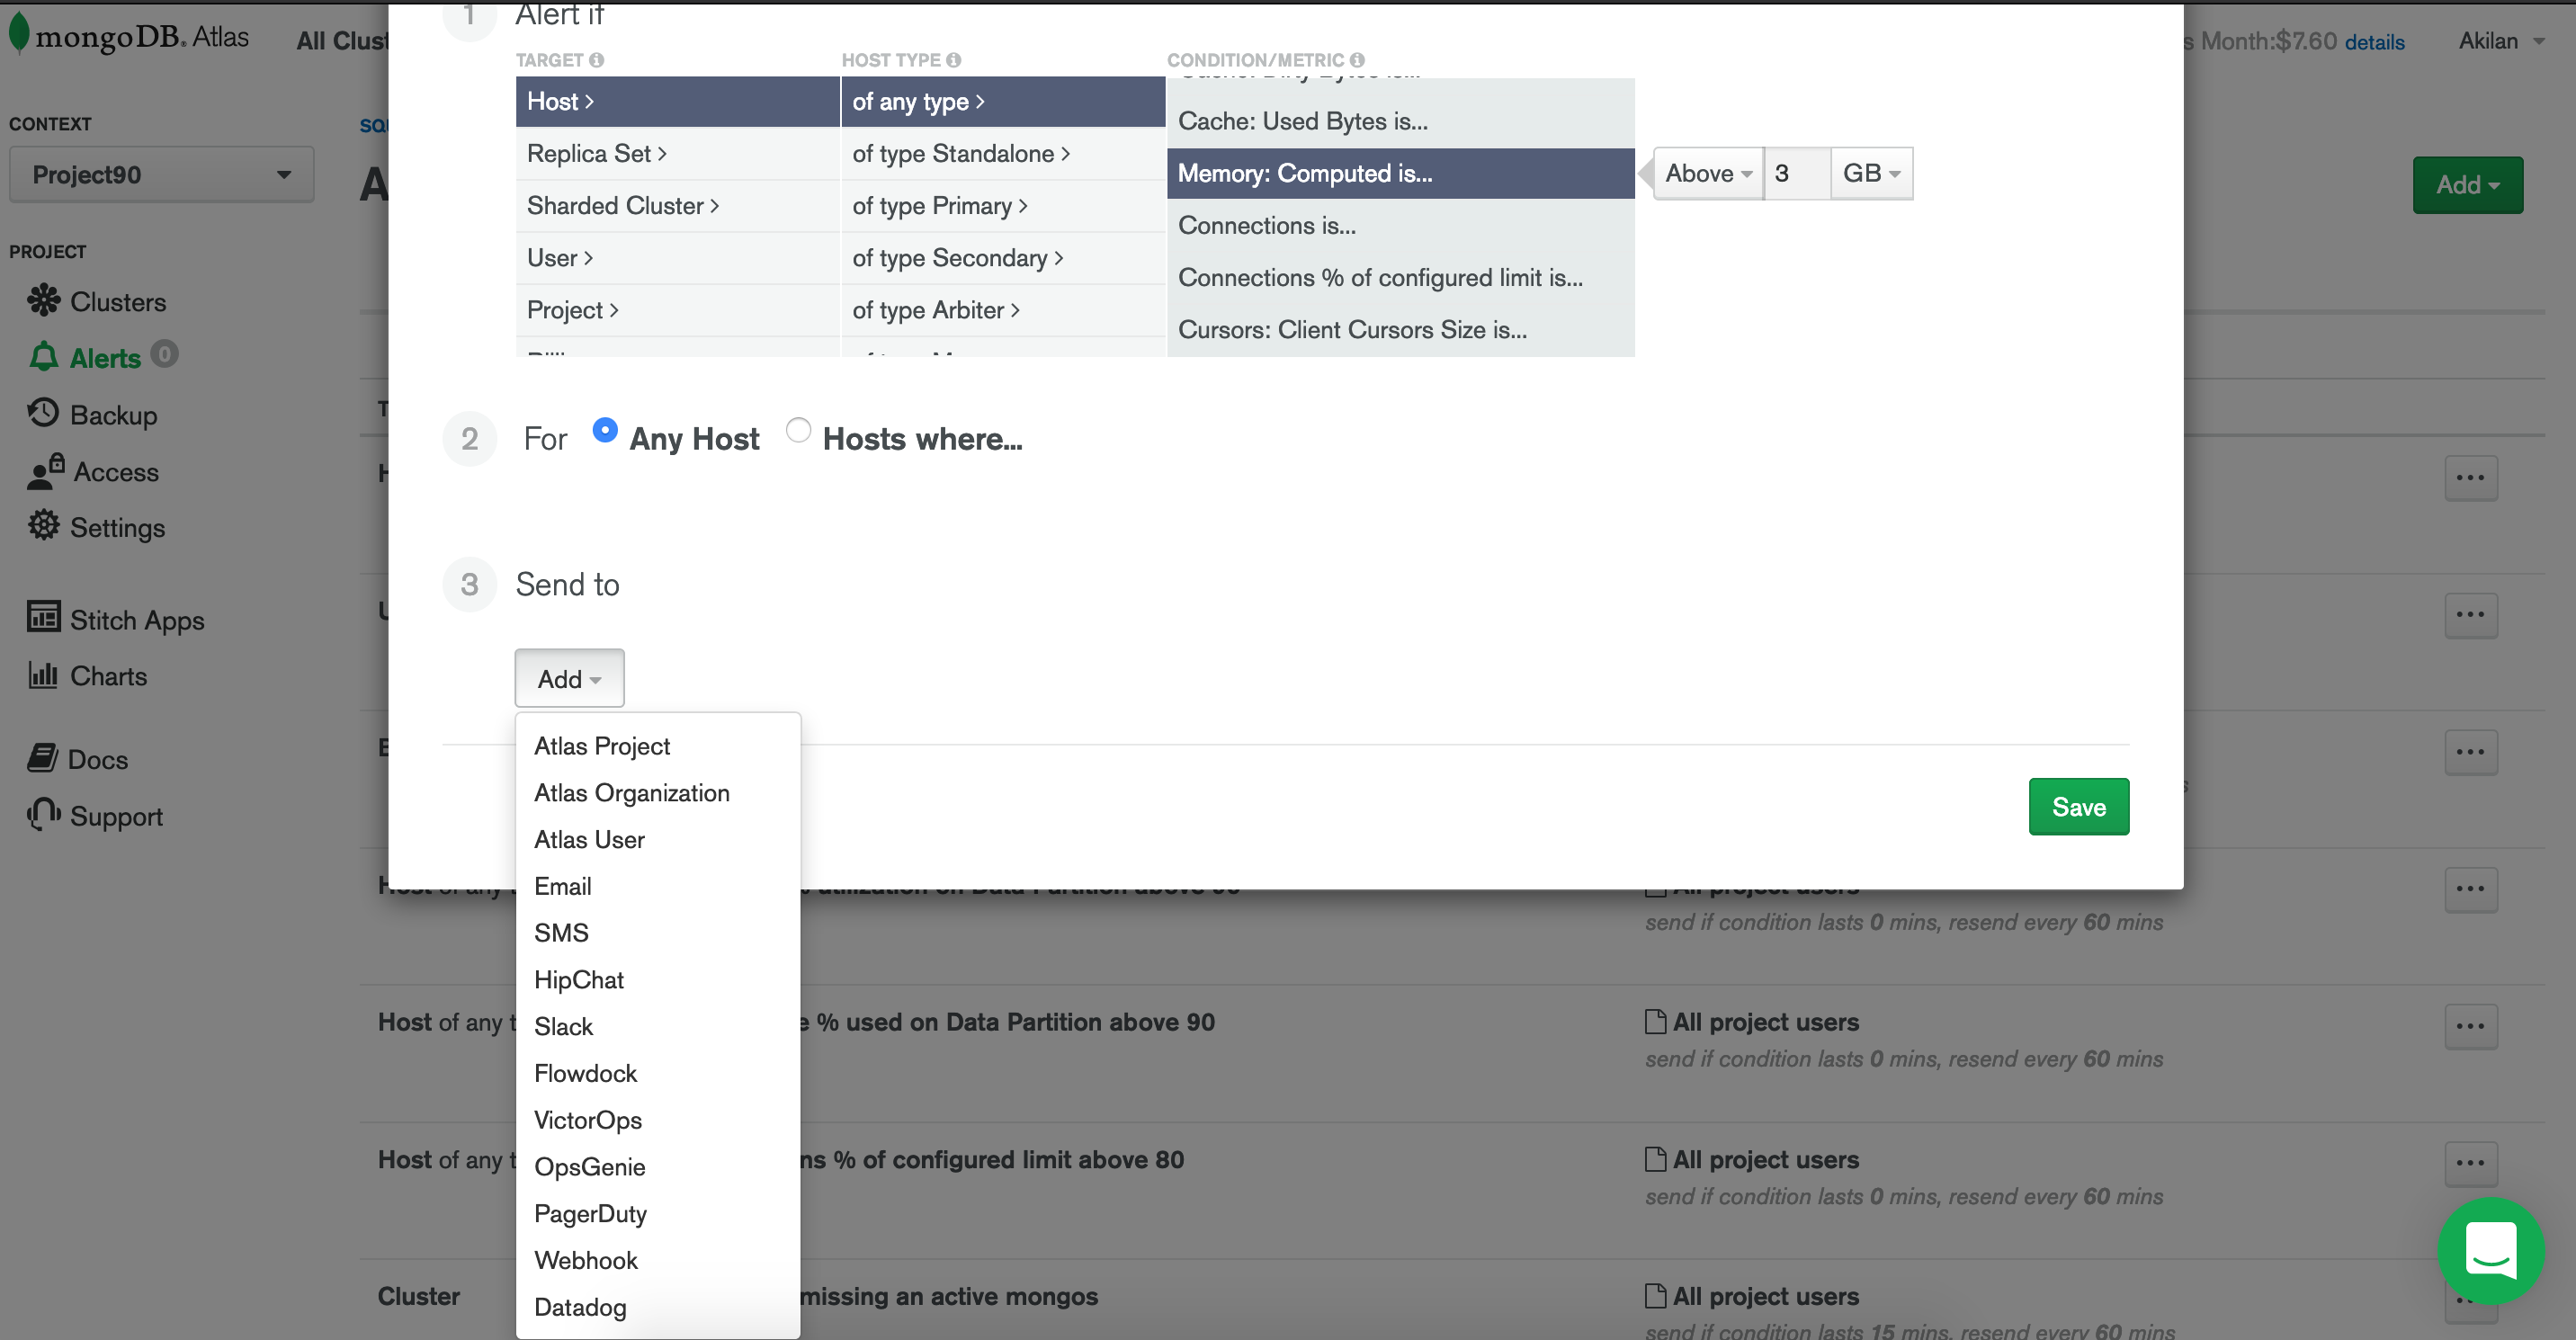 mongoDB. Atlas
All Clust
s Month:$7.60 details
Akilan
CONTEXT
Project90
PROJECT
Clusters
Alerts 0
Backup
Access
Settings
Stitch Apps
Charts
Docs
Support
SQU
A
Add
1 Alert if
TARGET
HOST TYPE
CONDITION/METRIC
Host >
Replica Set >
Sharded Cluster >
User >
Project >
of any type >
of type Standalone >
of type Primary >
of type Secondary >
of type Arbiter >
Cache: Used Bytes is...
Memory: Computed is...
Connections is...
Connections % of configured limit is...
Cursors: Client Cursors Size is...
Above 3 GB
2 For Any Host Hosts where...
3 Send to
Add
Atlas Project
Atlas Organization
Atlas User
Email
SMS
HipChat
Slack
Flowdock
VictorOps
OpsGenie
PagerDuty
Webhook
Datadog
Save
send if condition lasts 0 mins, resend every 60 mins
Host of any t
e % used on Data Partition above 90
All project users
send if condition lasts 0 mins, resend every 60 mins
Host of any t
ns % of configured limit above 80
All project users
send if condition lasts 0 mins, resend every 60 mins
Cluster
missing an active mongos
All project users
send if condition lasts 15 mins, resend every 60 mins